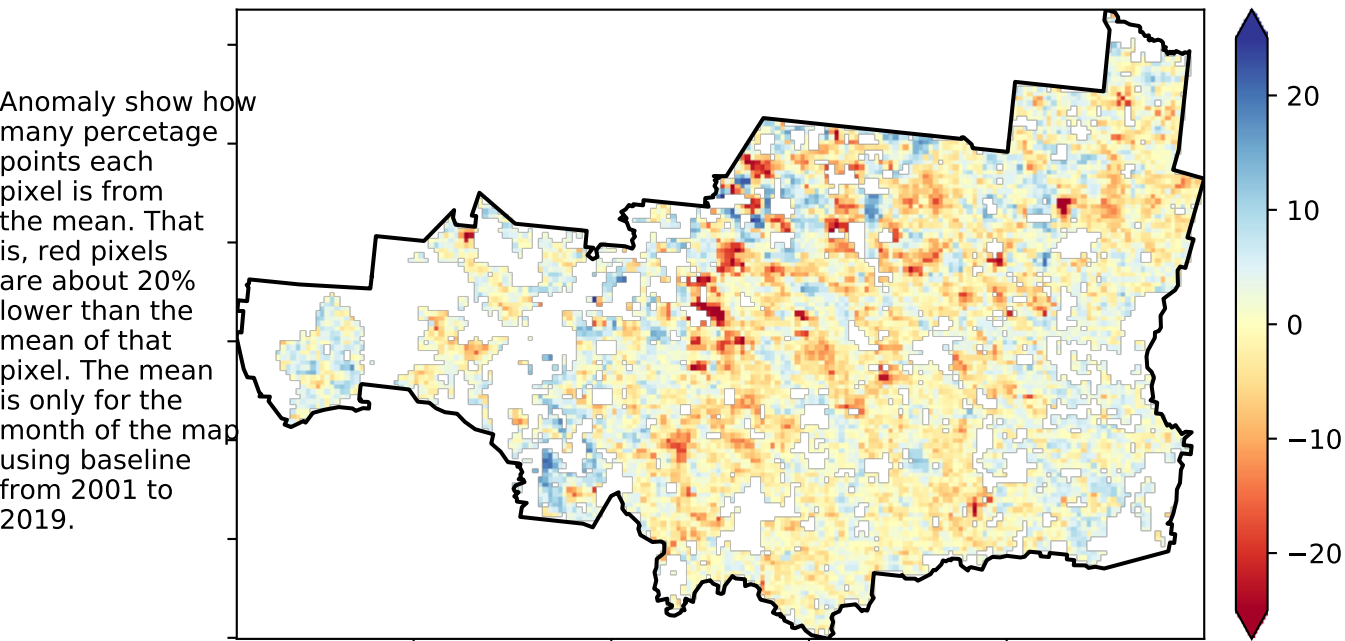 Anomaly show how
many percetage
points each
pixel is from
the mean. That
is, red pixels
are about 20%
lower than the
mean of that
pixel. The mean
is only for the
month of the map
using baseline
from 2001 to
2019.
20
10
0
−10
−20